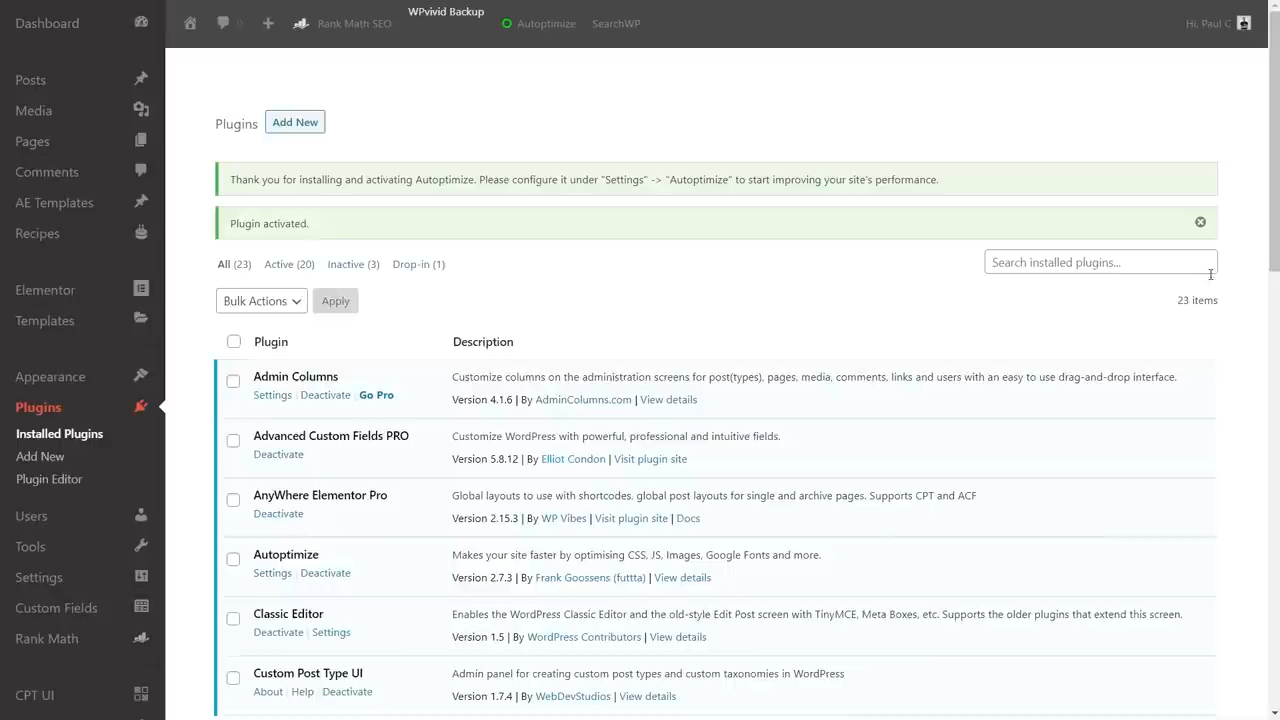 Dashboard
Posts
Media
Pages
Comments
AE Templates
Recipes
Elementor
Templates
Appearance
Plugins
Installed Plugins
Add New
Plugin Editor
Users
Tools
Settings
Custom Fields
Rank Math
CPT UI
0
Rank Math SEO
WPvivid Backup
Autoptimize
SearchWP
Hi, Paul C
Plugins
Add New
Thank you for installing and activating Autoptimize. Please configure it under "Settings" -> "Autoptimize" to start improving your site's performance.
Plugin activated.
All (23)
Active (20)
Inactive (3)
Drop-in (1)
Search installed plugins...
Bulk Actions
Apply
23 items
Plugin
Description
Admin Columns
Settings | Deactivate | Go Pro
Customize columns on the administration screens for post(types), pages, media, comments, links and users with an easy to use drag-and-drop interface.
Version 4.1.6 | By AdminColumns.com | View details
Advanced Custom Fields PRO
Deactivate
Customize WordPress with powerful, professional and intuitive fields.
Version 5.8.12 | By Elliot Condon | Visit plugin site
AnyWhere Elementor Pro
Deactivate
Global layouts to use with shortcodes, global post layouts for single and archive pages. Supports CPT and ACF
Version 2.15.3 | By WP Vibes | Visit plugin site | Docs
Autoptimize
Settings | Deactivate
Makes your site faster by optimising CSS, JS, Images, Google Fonts and more.
Version 2.7.3 | By Frank Goossens (futtta) | View details
Classic Editor
Deactivate | Settings
Enables the WordPress Classic Editor and the old-style Edit Post screen with TinyMCE, Meta Boxes, etc. Supports the older plugins that extend this screen.
Version 1.5 | By WordPress Contributors | View details
Custom Post Type UI
About | Help | Deactivate
Admin panel for creating custom post types and custom taxonomies in WordPress
Version 1.7.4 | By WebDevStudios | View details